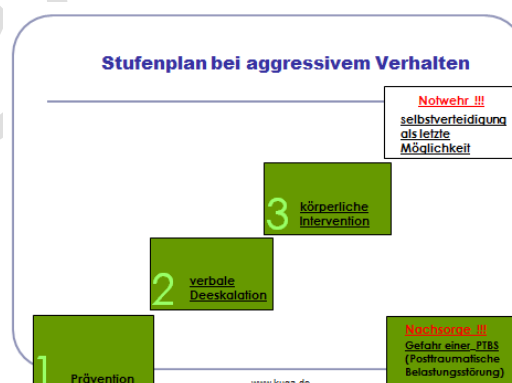 Stufenplan bei aggressivem Verhalten
Notwehr !!!
selbstverteidigung
als letzte
Möglichkeit
3 körperliche
Intervention
2 verbale
Deeskalation
1 Prävention
Nachsorge !!!
Gefahr einer PTBS
(Posttraumatische
Belastungsstörung)